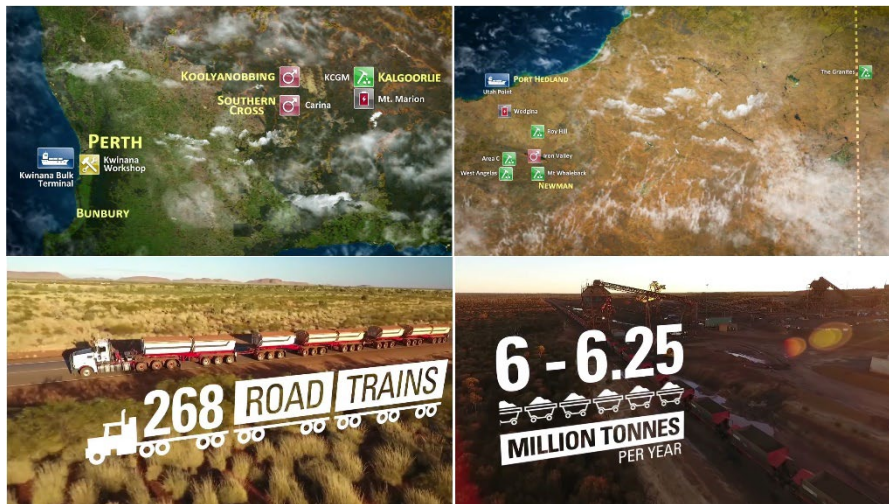 KOOLYANOBBING
KCGM
KALGOORLIE
SOUTHERN
CROSS
Carina
Mt. Marion
PERTH
Kwinana Bulk
Terminal
Kwinana
Workshop
BUNBURY
PORT HEDLAND
Utah Point
The Granites
Wodgina
Roy Hill
Area C
Iron Valley
West Angelas
Mt Whaleback
NEWMAN
268 ROAD TRAINS
6 - 6.25
MILLION TONNES
PER YEAR